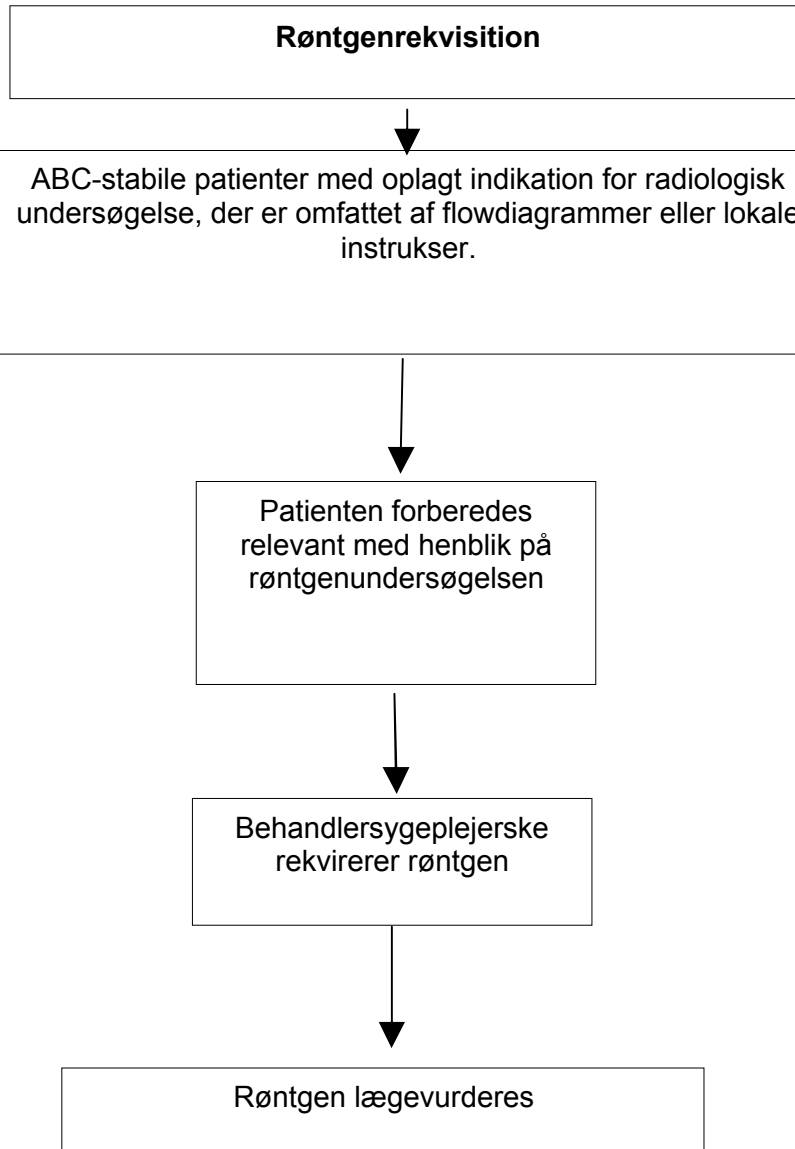 Røntgenrekvisition
ABC-stabile patienter med oplagt indikation for radiologisk
undersøgelse, der er omfattet af flowdiagrammer eller lokale
instrukser.
Patienten forberedes
relevant med henblik på
røntgenundersøgelsen
Behandlersygeplejerske
rekvirerer røntgen
Røntgen lægevurderes